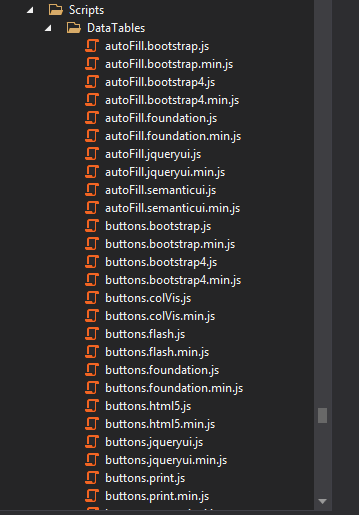 Scripts
DataTables
autoFill.bootstrap.js
autoFill.bootstrap.min.js
autoFill.bootstrap4.js
autoFill.bootstrap4.min.js
autoFill.foundation.js
autoFill.foundation.min.js
autoFill.jqueryui.js
autoFill.jqueryui.min.js
autoFill.semanticui.js
autoFill.semanticui.min.js
buttons.bootstrap.js
buttons.bootstrap.min.js
buttons.bootstrap4.js
buttons.bootstrap4.min.js
buttons.colVis.js
buttons.colVis.min.js
buttons.flash.js
buttons.flash.min.js
buttons.foundation.js
buttons.foundation.min.js
buttons.html5.js
buttons.html5.min.js
buttons.jqueryui.js
buttons.jqueryui.min.js
buttons.print.js
buttons.print.min.js